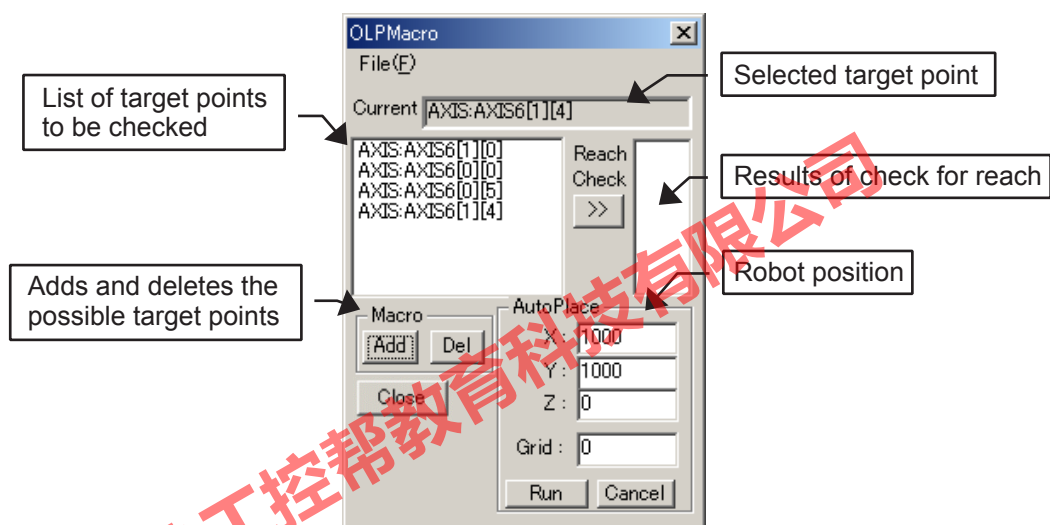 OLPMacro
File(F)
Selected target point
List of target points
to be checked
Current AXIS:AXIS6[1][4]
AXIS:AXIS6[1][0]
AXIS:AXIS6[0][0]
AXIS:AXIS6[0][5]
AXIS:AXIS6[1][4]
Reach
Check
>>
Results of check for reach
Adds and deletes the
possible target points
Robot position
Macro
Add Del
Close
AutoPlace
X: 1000
Y: 1000
Z: 0
Grid: 0
Run Cancel
工控帮教育科技有限公司